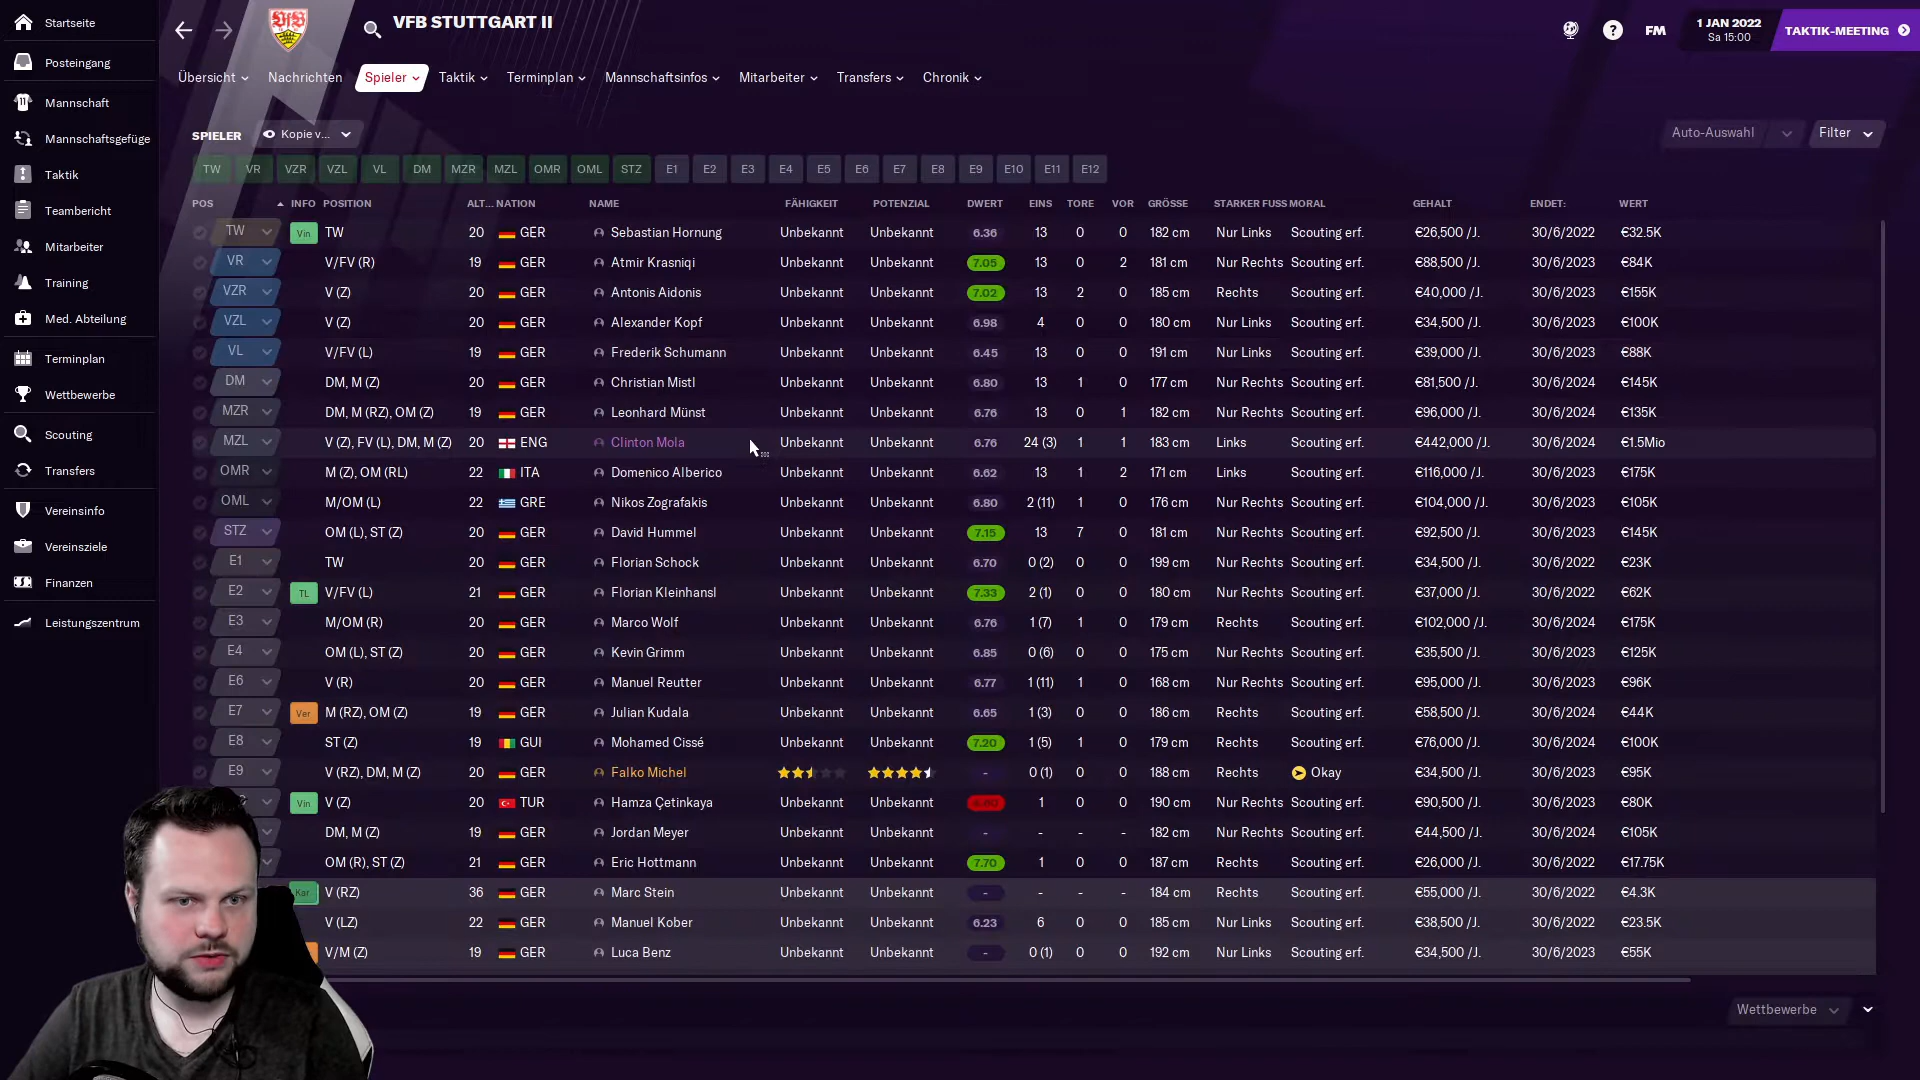 Startseite
VFB STUTTGART II
FM
1 JAN 2022
Sa 15:00
TAKTIK-MEETING
Posteingang
Übersicht Nachrichten Spieler Taktik Terminplan Mannschaftsinfos Mitarbeiter Transfers Chronik
Mannschaft
Mannschaftsgefüge
Taktik
Teambericht
Mitarbeiter
Training
Med. Abteilung
Terminplan
Wettbewerbe
Scouting
Transfers
Vereinsinfo
Vereinsziele
Finanzen
Leistungszentrum
SPIELER Kopie v... Auto-Auswahl Filter
TW VR VZR VZL VL DM MZR MZL OMR OML STZ E1 E2 E3 E4 E5 E6 E7 E8 E9 E10 E11 E12
POS INFO POSITION ALT... NATION NAME FÄHIGKEIT POTENZIAL DWERT EINS TORE VOR GRÖSSE STARKER FUSS MORAL GEHALT ENDET: WERT
TW Vin TW 20 GER Sebastian Hornung Unbekannt Unbekannt 6.36 13 0 0 182 cm Nur Links Scouting erf. €26,500 /J. 30/6/2022 €32.5K
VR V/FV (R) 19 GER Atmir Krasniqi Unbekannt Unbekannt 7.05 13 0 2 181 cm Nur Rechts Scouting erf. €88,500 /J. 30/6/2023 €84K
VZR V (Z) 20 GER Antonis Aidonis Unbekannt Unbekannt 7.02 13 2 0 185 cm Rechts Scouting erf. €40,000 /J. 30/6/2023 €155K
VZL V (Z) 20 GER Alexander Kopf Unbekannt Unbekannt 6.98 4 0 0 180 cm Nur Links Scouting erf. €34,500 /J. 30/6/2023 €100K
VL V/FV (L) 19 GER Frederik Schumann Unbekannt Unbekannt 6.45 13 0 0 191 cm Nur Links Scouting erf. €39,000 /J. 30/6/2023 €88K
DM DM, M (Z) 20 GER Christian Mistl Unbekannt Unbekannt 6.80 13 1 0 177 cm Nur Rechts Scouting erf. €81,500 /J. 30/6/2024 €145K
MZR DM, M (RZ), OM (Z) 19 GER Leonhard Münst Unbekannt Unbekannt 6.76 13 0 1 182 cm Nur Rechts Scouting erf. €96,000 /J. 30/6/2024 €135K
MZL V (Z), FV (L), DM, M (Z) 20 ENG Clinton Mola Unbekannt Unbekannt 6.76 24 (3) 1 1 183 cm Links Scouting erf. €442,000 /J. 30/6/2024 €1.5Mio
OMR M (Z), OM (RL) 22 ITA Domenico Alberico Unbekannt Unbekannt 6.62 13 1 2 171 cm Links Scouting erf. €116,000 /J. 30/6/2023 €175K
OML M/OM (L) 22 GRE Nikos Zografakis Unbekannt Unbekannt 6.80 2 (11) 1 0 176 cm Nur Rechts Scouting erf. €104,000 /J. 30/6/2023 €105K
STZ OM (L), ST (Z) 20 GER David Hummel Unbekannt Unbekannt 7.15 13 7 0 181 cm Nur Rechts Scouting erf. €92,500 /J. 30/6/2023 €145K
E1 TW 20 GER Florian Schock Unbekannt Unbekannt 6.70 0 (2) 0 0 199 cm Nur Rechts Scouting erf. €34,500 /J. 30/6/2022 €23K
E2 TL V/FV (L) 21 GER Florian Kleinhansl Unbekannt Unbekannt 7.33 2 (1) 0 0 180 cm Nur Rechts Scouting erf. €37,000 /J. 30/6/2022 €62K
E3 M/OM (R) 20 GER Marco Wolf Unbekannt Unbekannt 6.76 1 (7) 1 0 179 cm Rechts Scouting erf. €102,000 /J. 30/6/2024 €175K
E4 OM (L), ST (Z) 20 GER Kevin Grimm Unbekannt Unbekannt 6.85 0 (6) 0 0 175 cm Nur Rechts Scouting erf. €35,500 /J. 30/6/2023 €125K
E6 V (R) 20 GER Manuel Reutter Unbekannt Unbekannt 6.77 1 (11) 1 0 168 cm Nur Rechts Scouting erf. €95,000 /J. 30/6/2023 €96K
E7 Ver M (RZ), OM (Z) 19 GER Julian Kudala Unbekannt Unbekannt 6.65 1 (3) 0 0 186 cm Rechts Scouting erf. €58,500 /J. 30/6/2024 €44K
E8 ST (Z) 19 GUI Mohamed Cissé Unbekannt Unbekannt 7.20 1 (5) 1 0 179 cm Rechts Scouting erf. €76,000 /J. 30/6/2024 €100K
E9 V (RZ), DM, M (Z) 20 GER Falko Michel - 0 (1) 0 0 188 cm Rechts Okay €34,500 /J. 30/6/2023 €95K
Vin V (Z) 20 TUR Hamza Çetinkaya Unbekannt Unbekannt 1 0 0 190 cm Nur Rechts Scouting erf. €90,500 /J. 30/6/2023 €80K
DM, M (Z) 19 GER Jordan Meyer Unbekannt Unbekannt - - - - 182 cm Nur Rechts Scouting erf. €44,500 /J. 30/6/2024 €105K
OM (R), ST (Z) 21 GER Eric Hottmann Unbekannt Unbekannt 7.70 1 0 0 187 cm Rechts Scouting erf. €26,000 /J. 30/6/2022 €17.75K
Kar V (RZ) 36 GER Marc Stein Unbekannt Unbekannt - - - - 184 cm Rechts Scouting erf. €55,000 /J. 30/6/2022 €4.3K
V (LZ) 22 GER Manuel Kober Unbekannt Unbekannt 6.23 6 0 0 185 cm Nur Links Scouting erf. €38,500 /J. 30/6/2022 €23.5K
V/M (Z) 19 GER Luca Benz Unbekannt Unbekannt - 0 (1) 0 0 192 cm Nur Links Scouting erf. €34,500 /J. 30/6/2023 €55K
Wettbewerbe